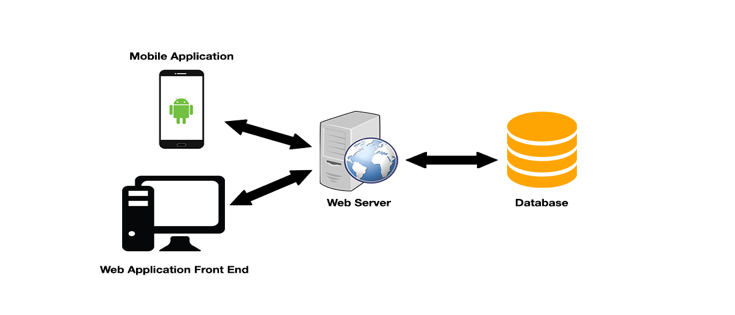 Mobile Application
Web Server
Database
Web Application Front End